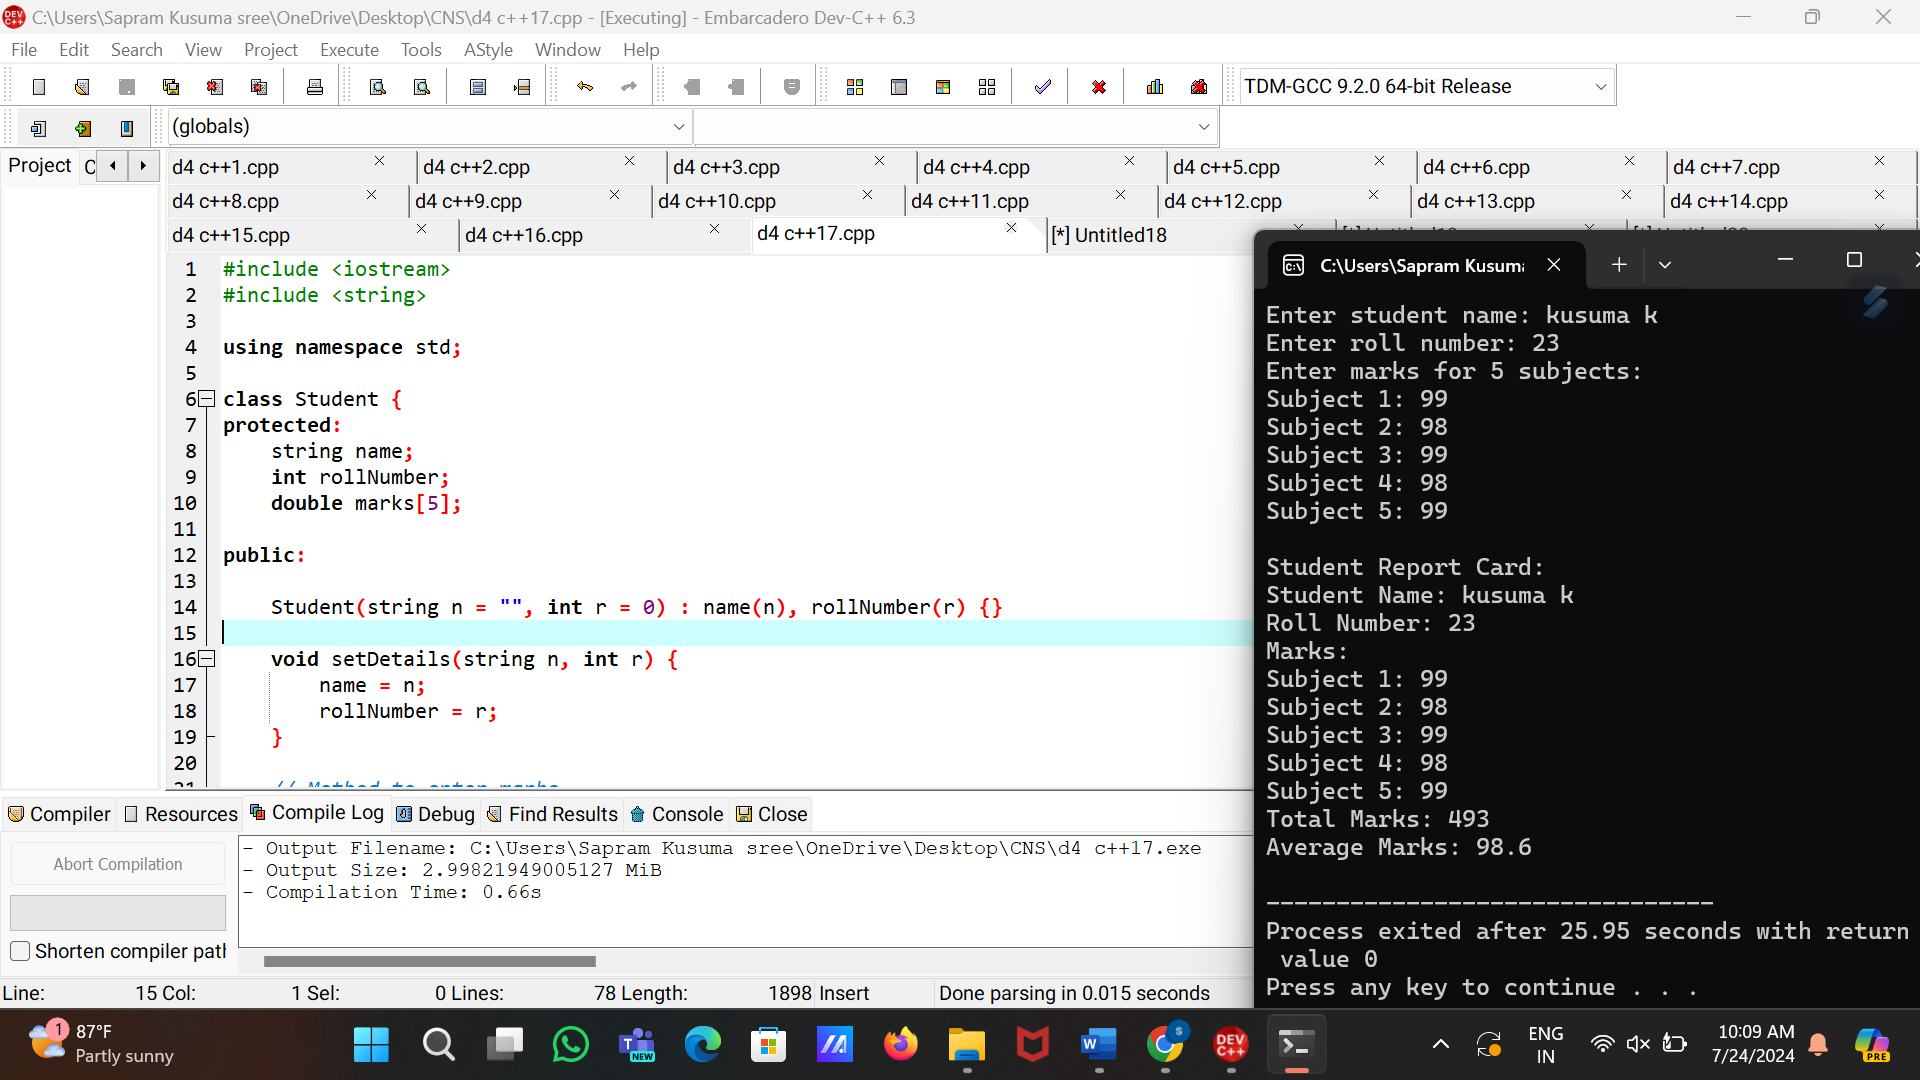 C:\Users\Sapram Kusuma sree\OneDrive\Desktop\CNS\d4 c++17.cpp - [Executing] - Embarcadero Dev-C++ 6.3
File Edit Search View Project Execute Tools AStyle Window Help
TDM-GCC 9.2.0 64-bit Release
(globals)
Project C
d4 c++1.cpp d4 c++2.cpp d4 c++3.cpp d4 c++4.cpp d4 c++5.cpp d4 c++6.cpp d4 c++7.cpp
d4 c++8.cpp d4 c++9.cpp d4 c++10.cpp d4 c++11.cpp d4 c++12.cpp d4 c++13.cpp d4 c++14.cpp
d4 c++15.cpp d4 c++16.cpp d4 c++17.cpp [*] Untitled18
1 #include <iostream>
2 #include <string>
3
4 using namespace std;
5
6 class Student {
7 protected:
8 string name;
9 int rollNumber;
10 double marks[5];
11
12 public:
13
14 Student(string n = "", int r = 0) : name(n), rollNumber(r) {}
15
16 void setDetails(string n, int r) {
17 name = n;
18 rollNumber = r;
19 }
20
21 // Method to enter marks
Compiler Resources Compile Log Debug Find Results Console Close
Abort Compilation
Shorten compiler path
- Output Filename: C:\Users\Sapram Kusuma sree\OneDrive\Desktop\CNS\d4 c++17.exe
- Output Size: 2.99821949005127 MiB
- Compilation Time: 0.66s
Line: 15 Col: 1 Sel: 0 Lines: 78 Length: 1898 Insert Done parsing in 0.015 seconds
C:\Users\Sapram Kusuma
Enter student name: kusuma k
Enter roll number: 23
Enter marks for 5 subjects:
Subject 1: 99
Subject 2: 98
Subject 3: 99
Subject 4: 98
Subject 5: 99
Student Report Card:
Student Name: kusuma k
Roll Number: 23
Marks:
Subject 1: 99
Subject 2: 98
Subject 3: 99
Subject 4: 98
Subject 5: 99
Total Marks: 493
Average Marks: 98.6
--------------------------------
Process exited after 25.95 seconds with return
value 0
Press any key to continue . . .
1 87°F
Partly sunny
NEW
DEV C++
ENG
IN
10:09 AM
7/24/2024
PRE